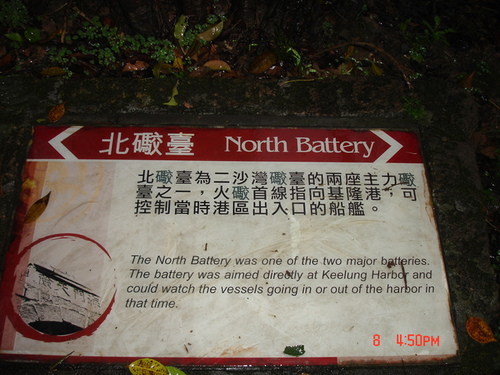 北礮臺 North Battery
北礮臺為二沙灣礮臺的兩座主力礮
臺之一，火礮首線指向基隆港，可
控制當時港區出入口的船艦。
The North Battery was one of the two major batteries.
The battery was aimed directly at Keelung Harbor and
could watch the vessels going in or out of the harbor in
that time.
8 4:50PM